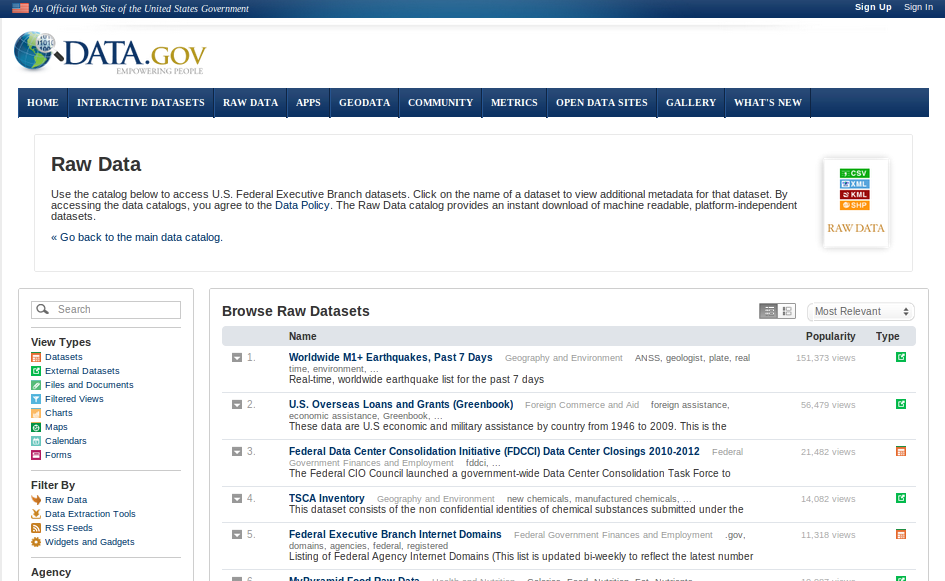 An Official Web Site of the United States Government
Sign Up Sign In
DATA.GOV
EMPOWERING PEOPLE
HOME INTERACTIVE DATASETS RAW DATA APPS GEODATA COMMUNITY METRICS OPEN DATA SITES GALLERY WHAT'S NEW
Raw Data
Use the catalog below to access U.S. Federal Executive Branch datasets. Click on the name of a dataset to view additional metadata for that dataset. By
accessing the data catalogs, you agree to the Data Policy. The Raw Data catalog provides an instant download of machine readable, platform-independent
datasets.
« Go back to the main data catalog.
CSV
XML
KML
SHP
RAW DATA
Search
View Types
Datasets
External Datasets
Files and Documents
Filtered Views
Charts
Maps
Calendars
Forms
Filter By
Raw Data
Data Extraction Tools
RSS Feeds
Widgets and Gadgets
Agency
Browse Raw Datasets
Most Relevant
Name Popularity Type
1. Worldwide M1+ Earthquakes, Past 7 Days Geography and Environment ANSS, geologist, plate, real 151,373 views
time, environment, ...
Real-time, worldwide earthquake list for the past 7 days
2. U.S. Overseas Loans and Grants (Greenbook) Foreign Commerce and Aid foreign assistance, 56,479 views
economic assistance, Greenbook, ...
These data are U.S economic and military assistance by country from 1946 to 2009. This is the
3. Federal Data Center Consolidation Initiative (FDCCI) Data Center Closings 2010-2012 Federal 21,482 views
Government Finances and Employment fddci, ...
The Federal CIO Council launched a government-wide Data Center Consolidation Task Force to
4. TSCA Inventory Geography and Environment new chemicals, manufactured chemicals, ... 14,082 views
This dataset consists of the non confidential identities of chemical substances submitted under the
5. Federal Executive Branch Internet Domains Federal Government Finances and Employment .gov, 11,318 views
domains, agencies, federal, registered
Listing of Federal Agency Internet Domains (This list is updated bi-weekly to reflect the latest number
6. MyPyramid Food Raw Data Health and Nutrition Calories, Food, Nutrition, Fat, Nutrients